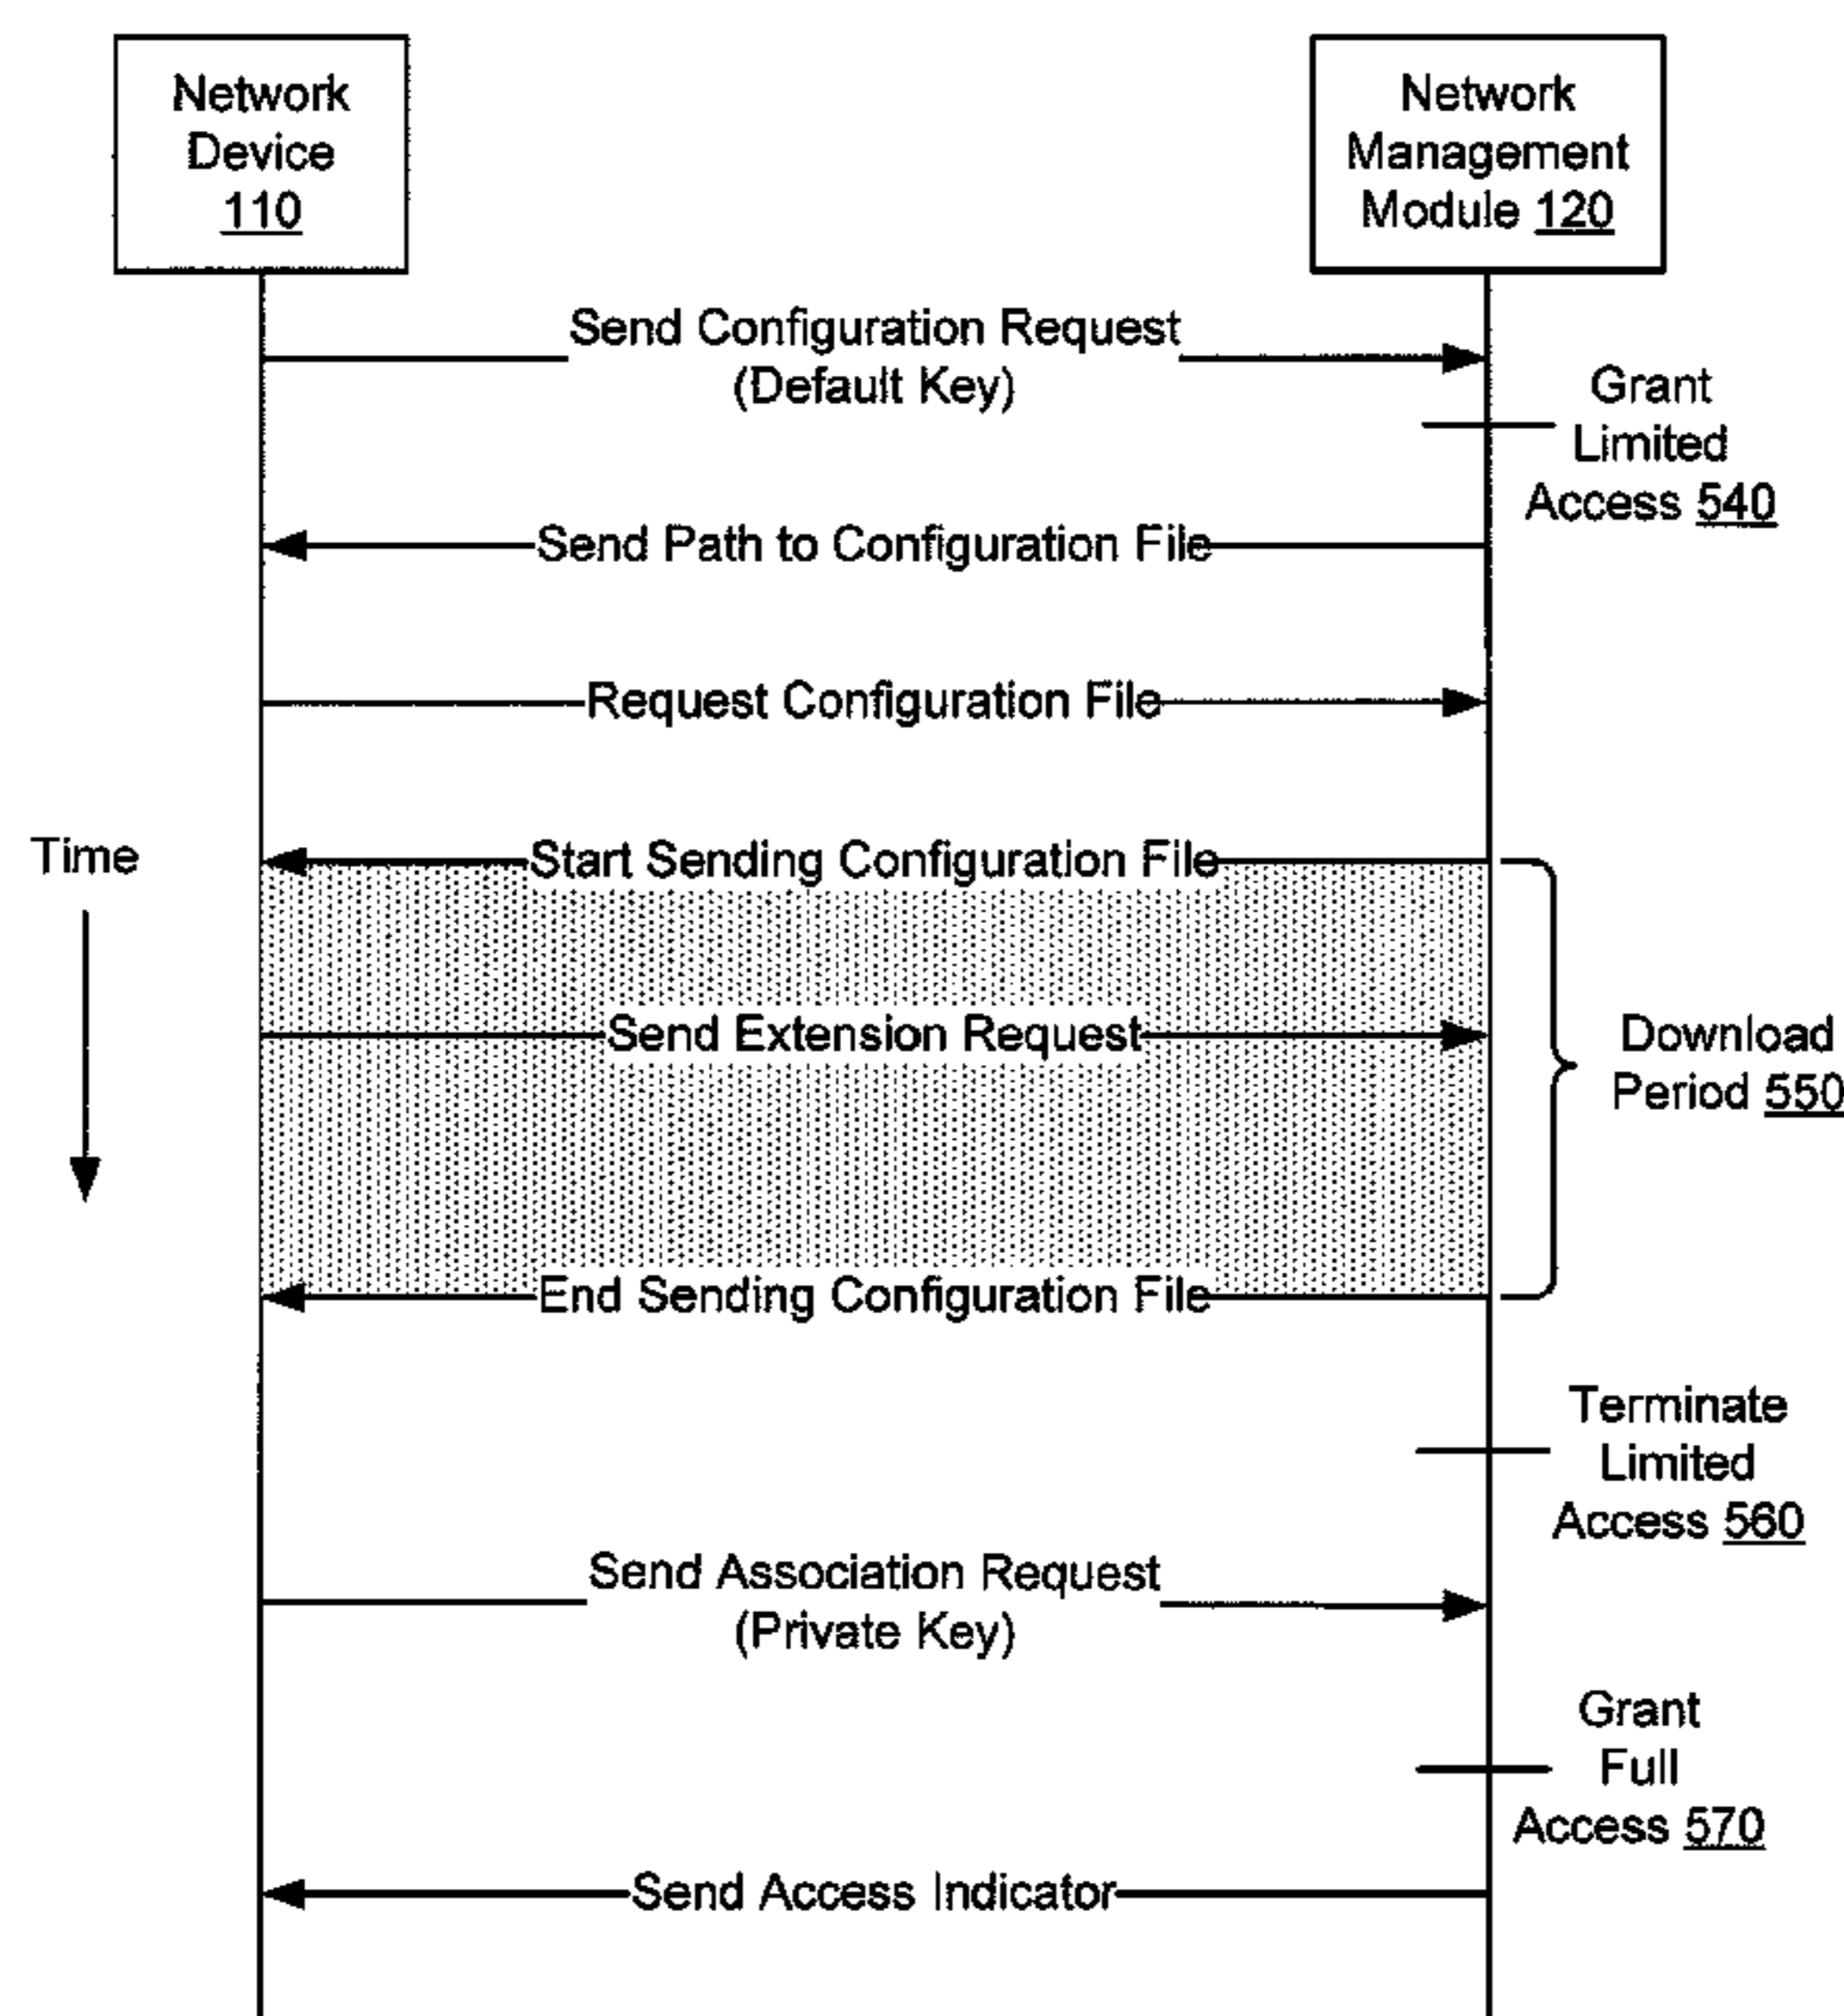 Network
Device
110
Network
Management
Module 120
Send Configuration Request
(Default Key)
Grant
Limited
Access 540
Send Path to Configuration File
Request Configuration File
Time
Start Sending Configuration File
Send Extension Request
Download
Period 550
End Sending Configuration File
Terminate
Limited
Access 560
Send Association Request
(Private Key)
Grant
Full
Access 570
Send Access Indicator